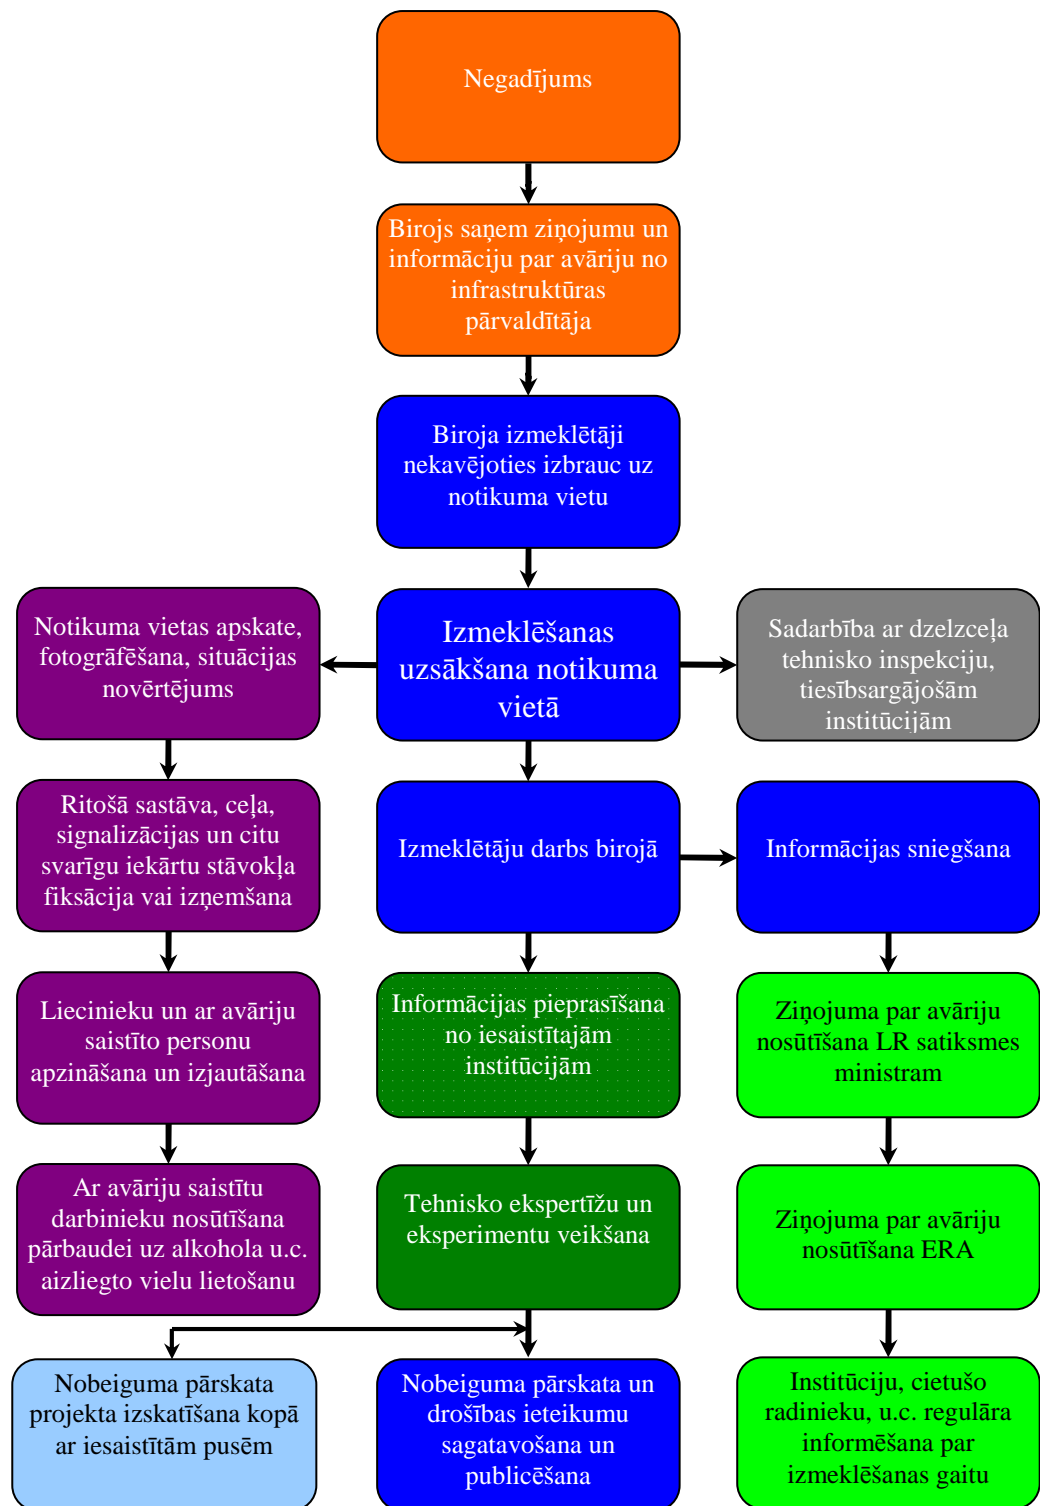 Negadījums
Birojs saņem ziņojumu un
informāciju par avāriju no
infrastruktūras
pārvaldītāja
Biroja izmeklētāji
nekavējoties izbrauc uz
notikuma vietu
Notikuma vietas apskate,
fotogrāfēšana, situācijas
novērtējums
Izmeklēšanas
uzsākšana notikuma
vietā
Sadarbība ar dzelzceļa
tehnisko inspekciju,
tiesībsargājošām
institūcijām
Ritošā sastāva, ceļa,
signalizācijas un citu
svarīgu iekārtu stāvokļa
fiksācija vai izņemšana
Izmeklētāju darbs birojā
Informācijas sniegšana
Liecinieku un ar avāriju
saistīto personu
apzināšana un izjautāšana
Informācijas pieprasīšana
no iesaistītajām
institūcijām
Ziņojuma par avāriju
nosūtīšana LR satiksmes
ministram
Ar avāriju saistītu
darbinieku nosūtīšana
pārbaudei uz alkohola u.c.
aizliegto vielu lietošanu
Tehnisko ekspertīžu un
eksperimentu veikšana
Ziņojuma par avāriju
nosūtīšana ERA
Nobeiguma pārskata
projekta izskatīšana kopā
ar iesaistītām pusēm
Nobeiguma pārskata un
drošības ieteikumu
sagatavošana un
publicēšana
Institūciju, cietušo
radinieku, u.c. regulāra
informēšana par
izmeklēšanas gaitu